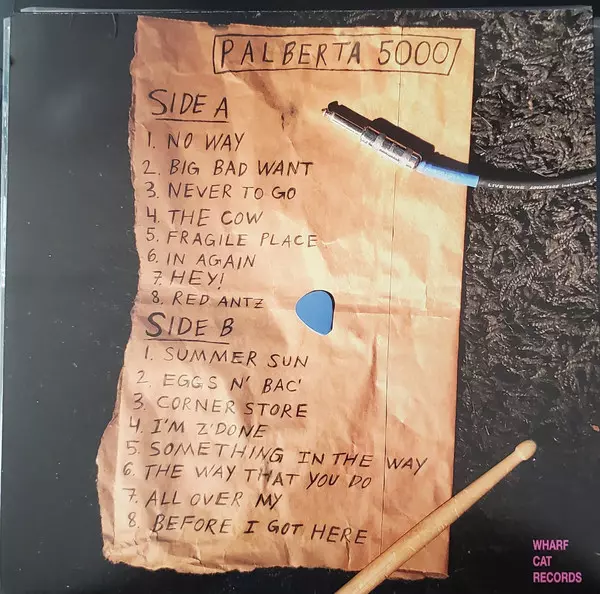 PALBERTA 5000
SIDE A
1. NO WAY
2. BIG BAD WANT
3. NEVER TO GO
4. THE COW
5. FRAGILE PLACE
6. IN AGAIN
7. HEY!
8. RED ANTZ
SIDE B
1. SUMMER SUN
2. EGGS N' BAC'
3. CORNER STORE
4. I'M Z'DONE
5. SOMETHING IN THE WAY
6. THE WAY THAT YOU DO
7. ALL OVER MY
8. BEFORE I GOT HERE
LIVE WIRE ADVANTAGE
WHARF
CAT
RECORDS